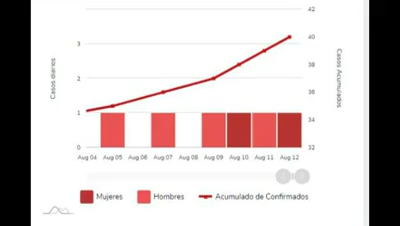 42
3
40
38
2
36
1
34
0
32
Casos diarios
Casos Acumulados
Aug 04 Aug 05 Aug 06 Aug 07 Aug 08 Aug 09 Aug 10 Aug 11 Aug 12
Mujeres Hombres Acumulado de Confirmados